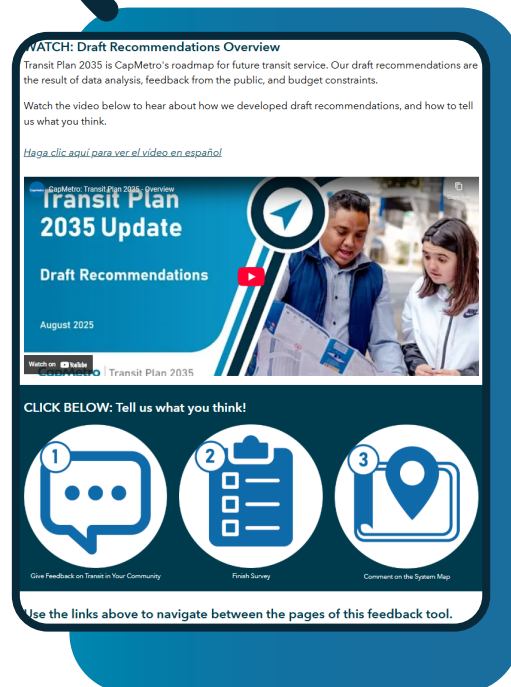 WATCH: Draft Recommendations Overview
Transit Plan 2035 is CapMetro's roadmap for future transit service. Our draft recommendations are
the result of data analysis, feedback from the public, and budget constraints.
Watch the video below to hear about how we developed draft recommendations, and how to tell
us what you think.
Haga clic aquí para ver el vídeo en español
CapMetro: Transit Plan 2035 - Overview
Transit Plan
2035 Update
Draft Recommendations
August 2025
Watch on YouTube
CapMetro | Transit Plan 2035
CLICK BELOW: Tell us what you think!
1
2
3
Give Feedback on Transit in Your Community
Finish Survey
Comment on the System Map
Use the links above to navigate between the pages of this feedback tool.